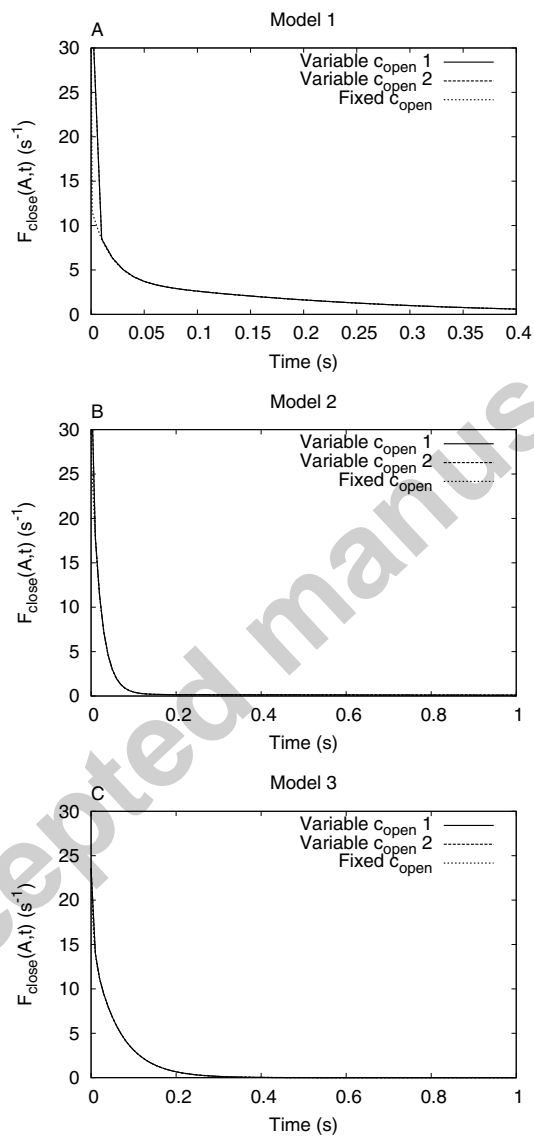 Model 1
A
30
25
20
15
10
5
0
F_close(A,t) (s^-1)
Variable c_open 1
Variable c_open 2
Fixed c_open
0 0.05 0.1 0.15 0.2 0.25 0.3 0.35 0.4
Time (s)
Model 2
B
30
25
20
15
10
5
0
F_close(A,t) (s^-1)
Variable c_open 1
Variable c_open 2
Fixed c_open
0 0.2 0.4 0.6 0.8 1
Time (s)
Model 3
C
30
25
20
15
10
5
0
F_close(A,t) (s^-1)
Variable c_open 1
Variable c_open 2
Fixed c_open
0 0.2 0.4 0.6 0.8 1
Time (s)
epted manus